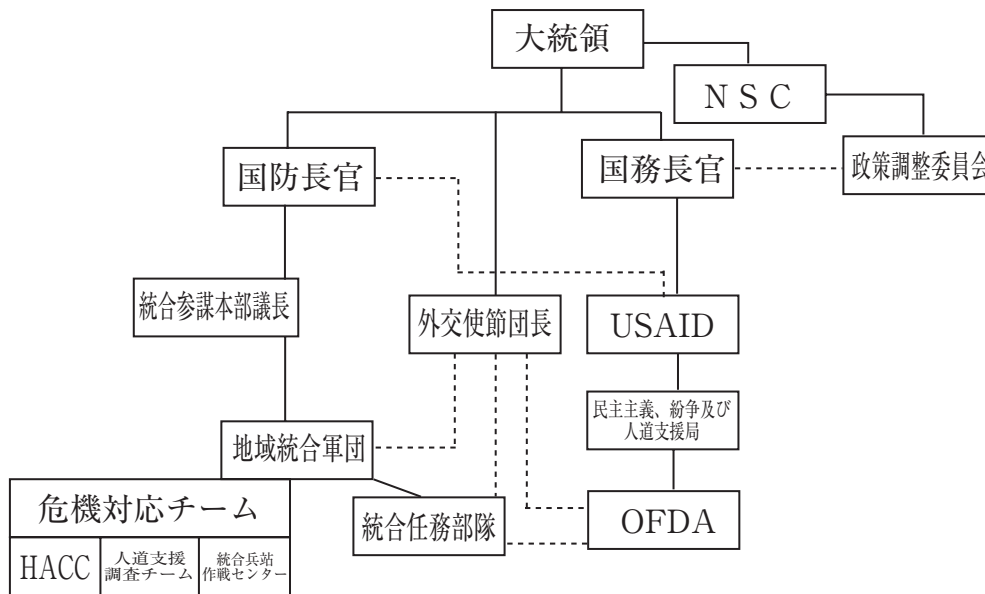 大統領
ＮＳＣ
政策調整委員会
国防長官
国務長官
統合参謀本部議長
外交使節団長
USAID
民主主義、紛争及び
人道支援局
地域統合軍団
危機対応チーム
統合任務部隊
OFDA
HACC
人道支援
調査チーム
統合兵站
作戦センター